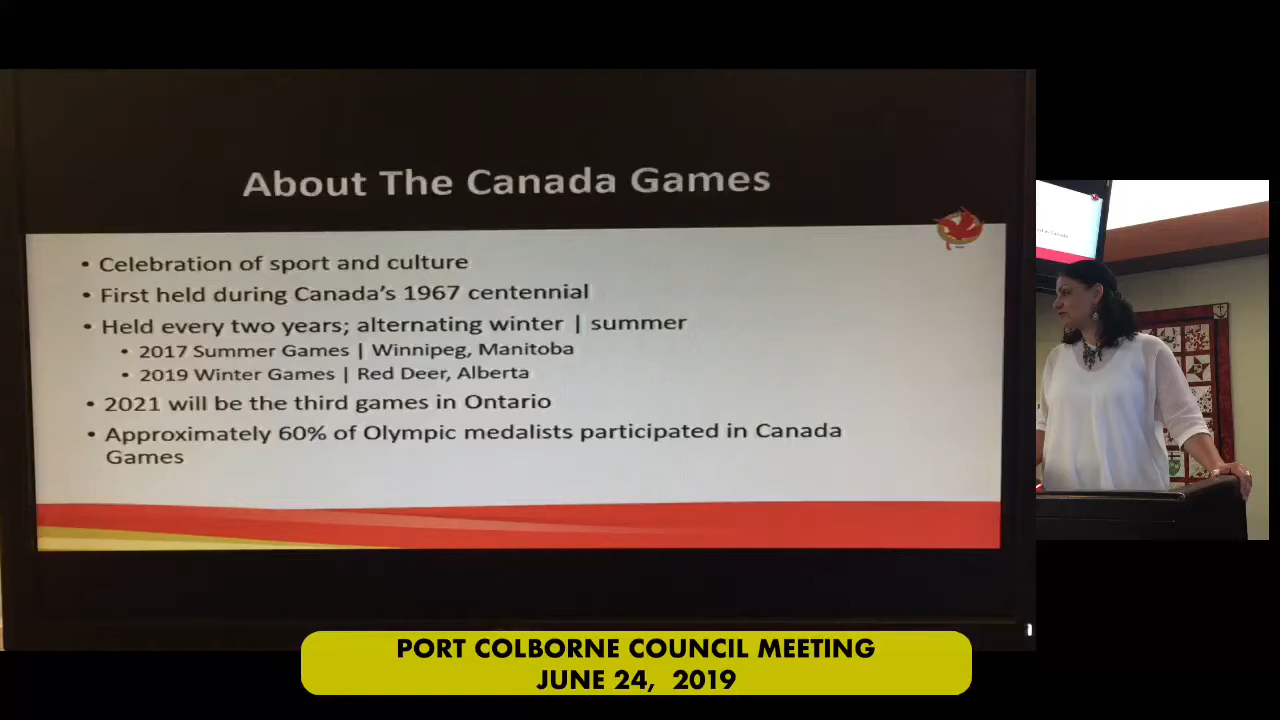 About The Canada Games
• Celebration of sport and culture
• First held during Canada's 1967 centennial
• Held every two years; alternating winter | summer
• 2017 Summer Games | Winnipeg, Manitoba
• 2019 Winter Games | Red Deer, Alberta
• 2021 will be the third games in Ontario
• Approximately 60% of Olympic medalists participated in Canada
Games
PORT COLBORNE COUNCIL MEETING
JUNE 24, 2019